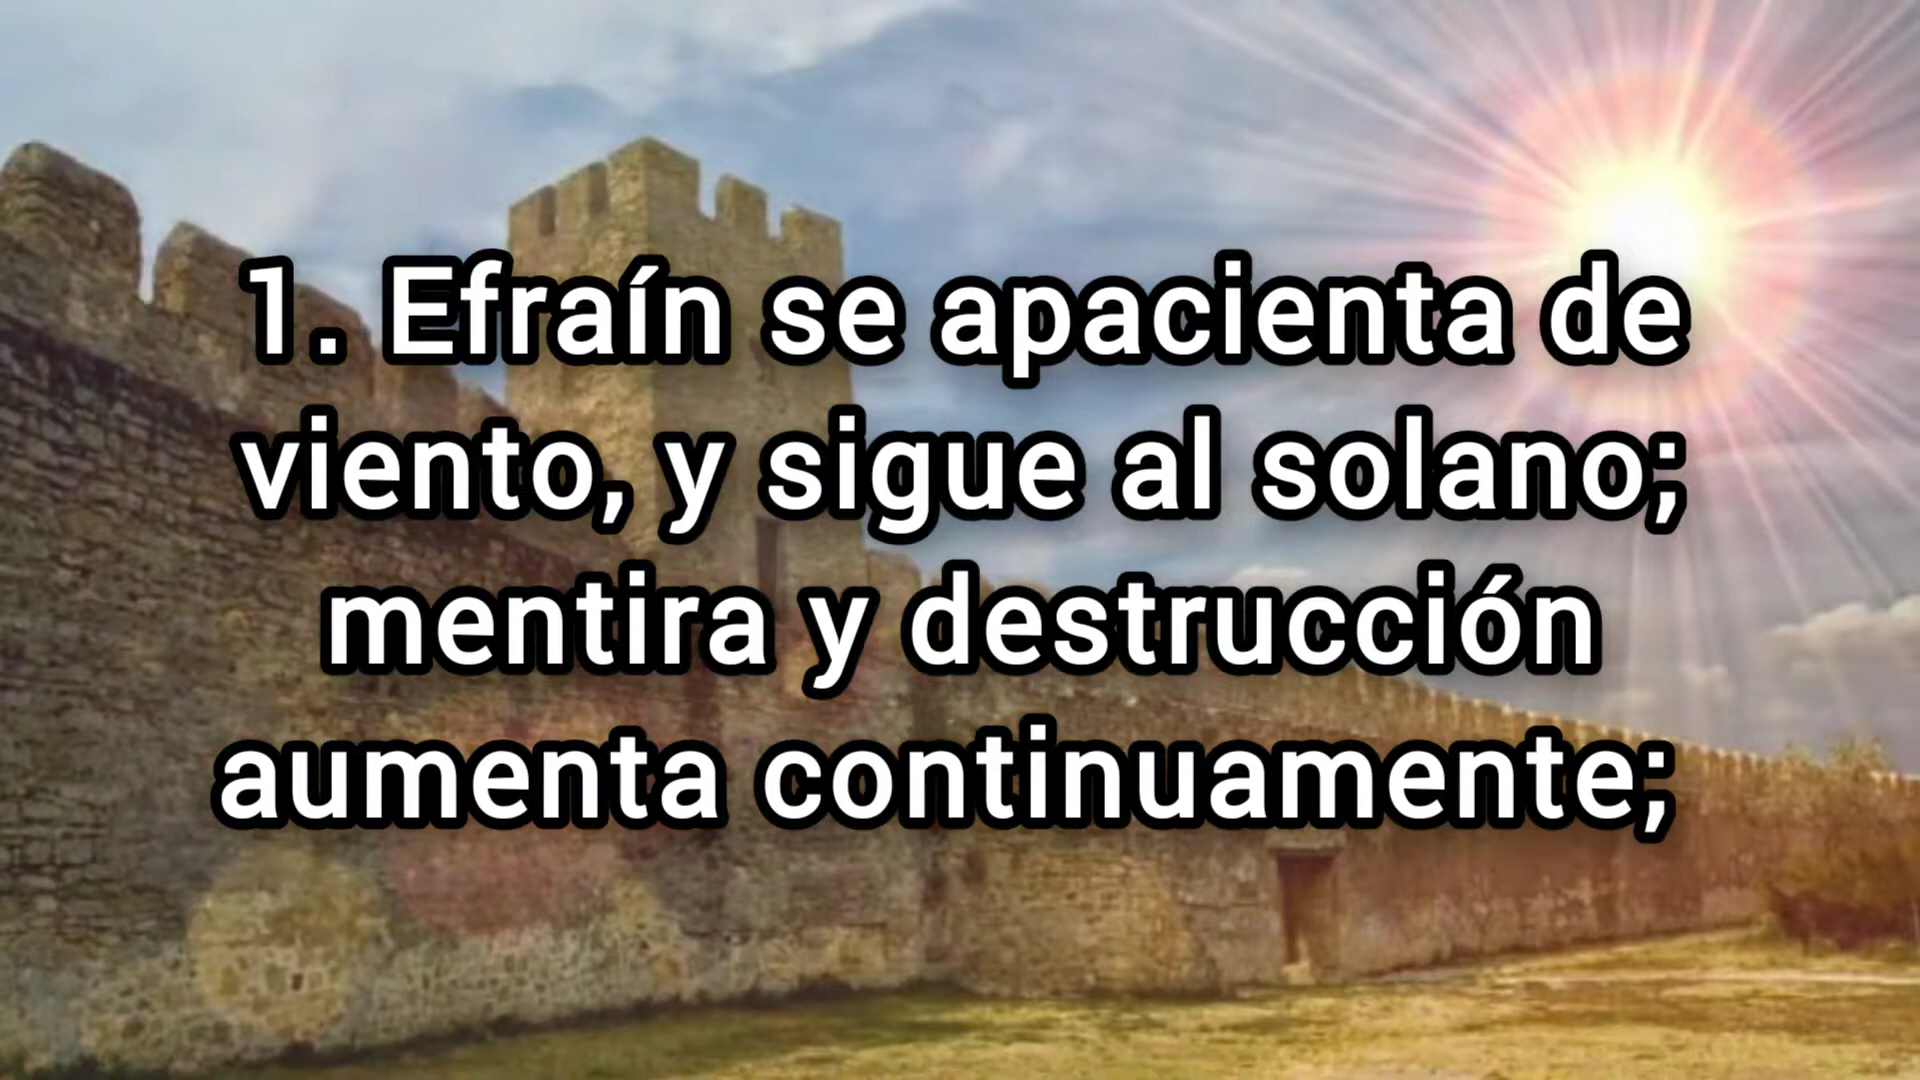 1. Efraín se apacienta de
viento, y sigue al solano;
mentira y destrucción
aumenta continuamente;